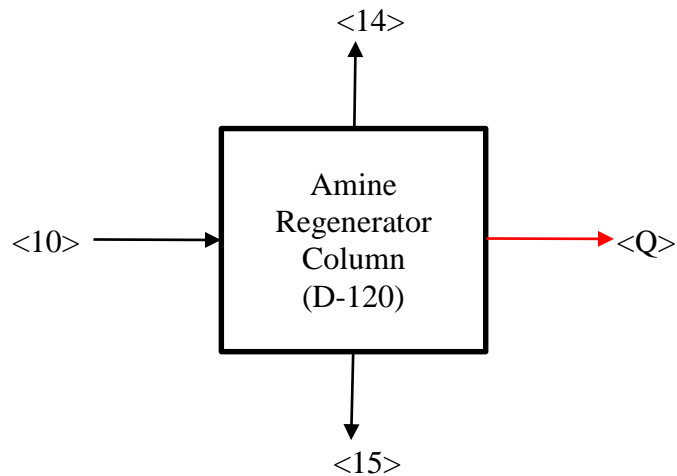 <14>
Amine
Regenerator
Column
(D-120)
<10>
<Q>
<15>